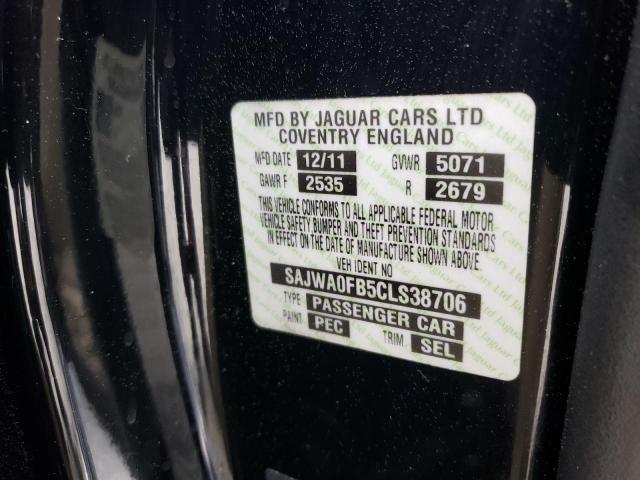 MFD BY JAGUAR CARS LTD
COVENTRY ENGLAND
MFD DATE 12/11 GVWR 5071
GAWR F 2535 R 2679
THIS VEHICLE CONFORMS TO ALL APPLICABLE FEDERAL MOTOR
VEHICLE SAFETY BUMPER AND THEFT PREVENTION STANDARDS
IN EFFECT ON THE DATE OF MANUFACTURE SHOWN ABOVE.
VEH IDENT NO
SAJWA0FB5CLS38706
TYPE PASSENGER CAR
PAINT PEC TRIM SEL